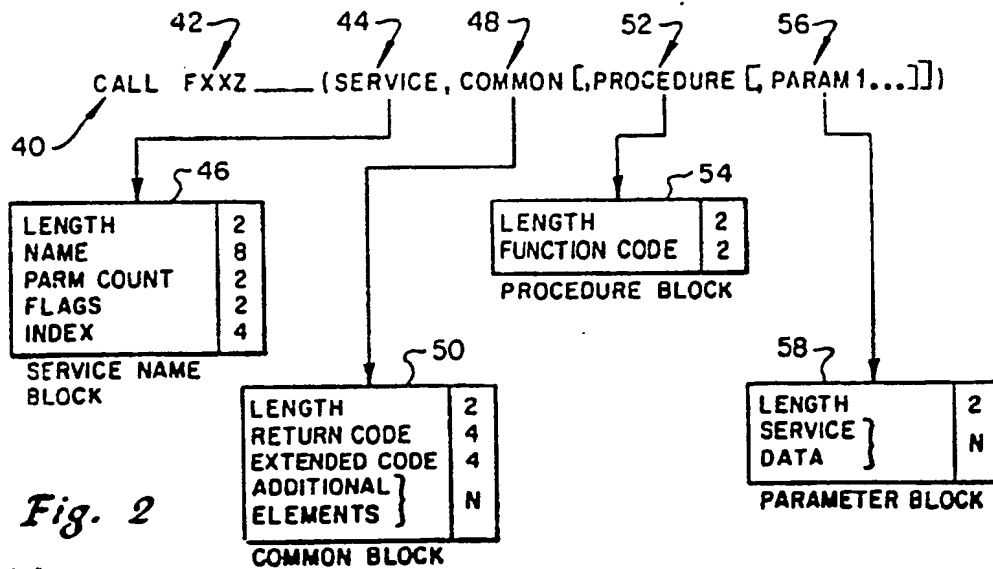 42 44 48 52 56
CALL FXXZ____(SERVICE, COMMON [,PROCEDURE [, PARAM1...]])
40
46
LENGTH 2
NAME 8
PARM COUNT 2
FLAGS 2
INDEX 4
SERVICE NAME
BLOCK
54
LENGTH 2
FUNCTION CODE 2
PROCEDURE BLOCK
50
LENGTH 2
RETURN CODE 4
EXTENDED CODE 4
ADDITIONAL
ELEMENTS } N
COMMON BLOCK
58
LENGTH 2
SERVICE
DATA } N
PARAMETER BLOCK
Fig. 2